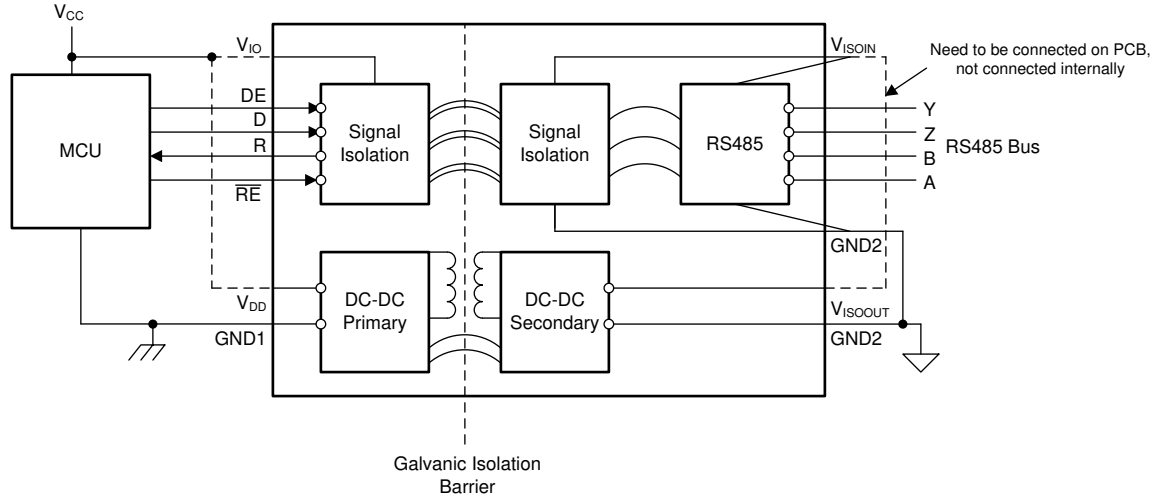 VCC
VIO
VISOIN
Need to be connected on PCB,
not connected internally
MCU
DE
D
R
RE
Signal
Isolation
Signal
Isolation
RS485
Y
Z
B
A
RS485 Bus
GND2
VDD
GND1
DC-DC
Primary
DC-DC
Secondary
VISOOUT
GND2
Galvanic Isolation
Barrier